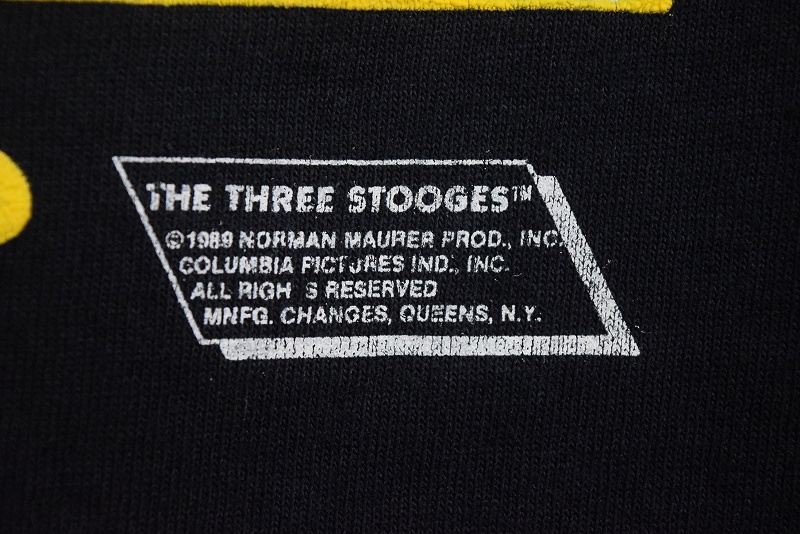 THE THREE STOOGES™
©1989 NORMAN MAURER PROD., INC.
COLUMBIA PICTURES IND., INC.
ALL RIGH S RESERVED
MNFG. CHANGES, QUEENS, N.Y.